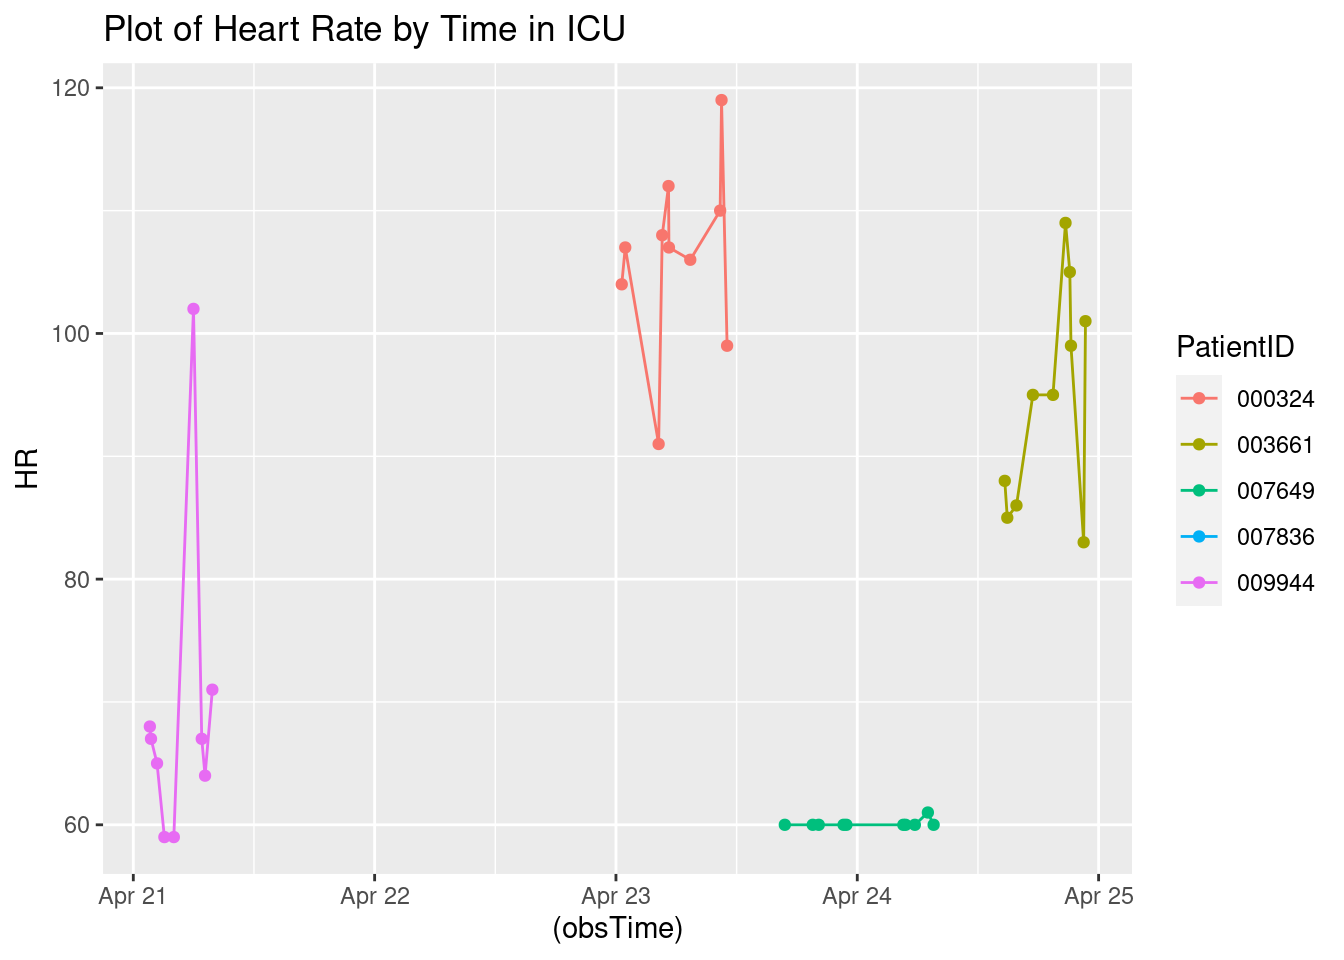 Plot of Heart Rate by Time in ICU
120
100
80
60
HR
Apr 21
Apr 22
Apr 23
Apr 24
Apr 25
(obsTime)
PatientID
000324
003661
007649
007836
009944